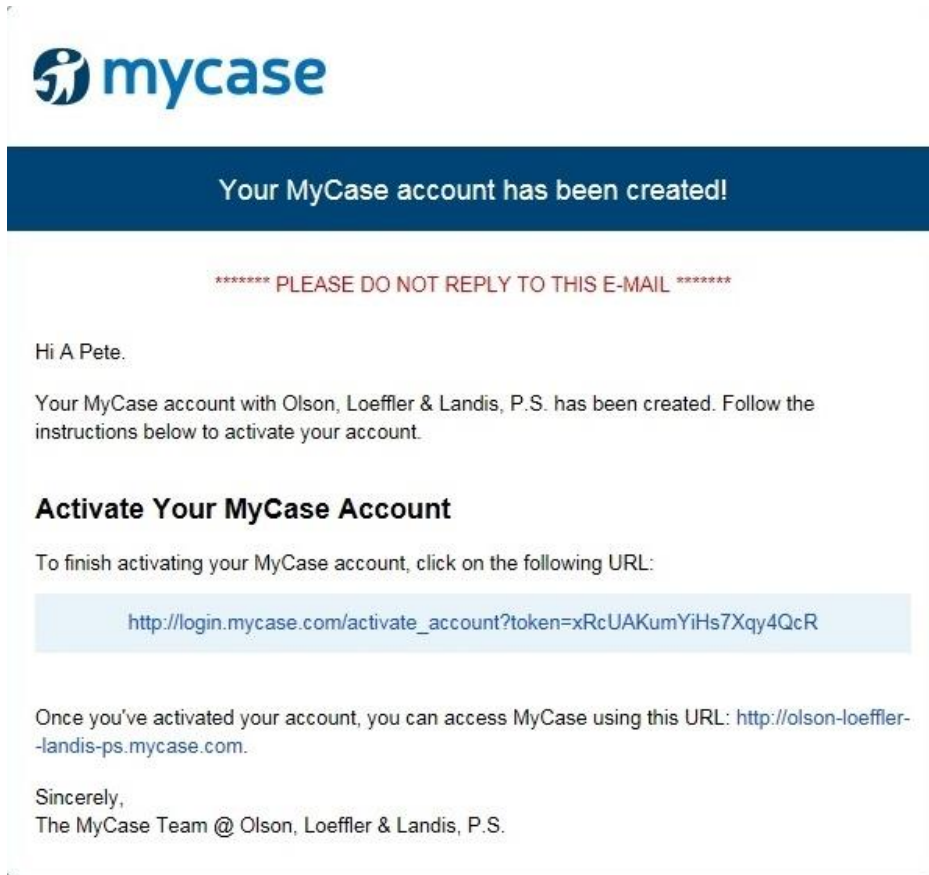 mycase
Your MyCase account has been created!
******* PLEASE DO NOT REPLY TO THIS E-MAIL *******
Hi A Pete.
Your MyCase account with Olson, Loeffler & Landis, P.S. has been created. Follow the
instructions below to activate your account.
Activate Your MyCase Account
To finish activating your MyCase account, click on the following URL:
http://login.mycase.com/activate_account?token=xRcUAKumYiHs7Xqy4QcR
Once you've activated your account, you can access MyCase using this URL: http://olson-loeffler-
-landis-ps.mycase.com.
Sincerely,
The MyCase Team @ Olson, Loeffler & Landis, P.S.